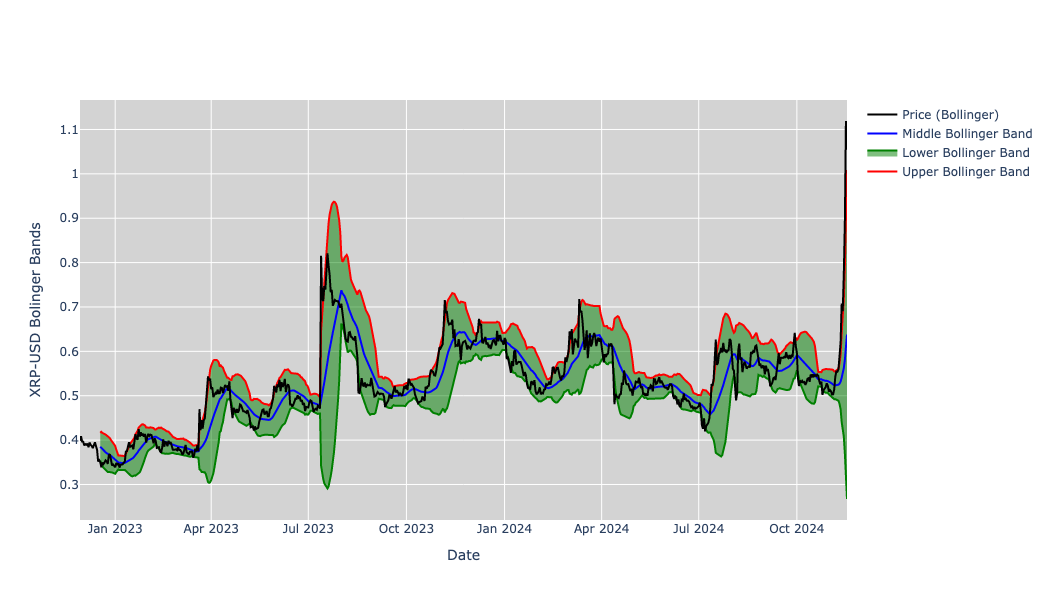 1.1
1
0.9
0.8
0.7
0.6
0.5
0.4
0.3
XRP-USD Bolinger Bands
Jan 2023 Apr 2023 Jul 2023 Oct 2023 Jan 2024 Apr 2024 Jul 2024 Oct 2024
Date
Price (Bollinger)
Middle Bollinger Band
Lower Bollinger Band
Upper Bollinger Band